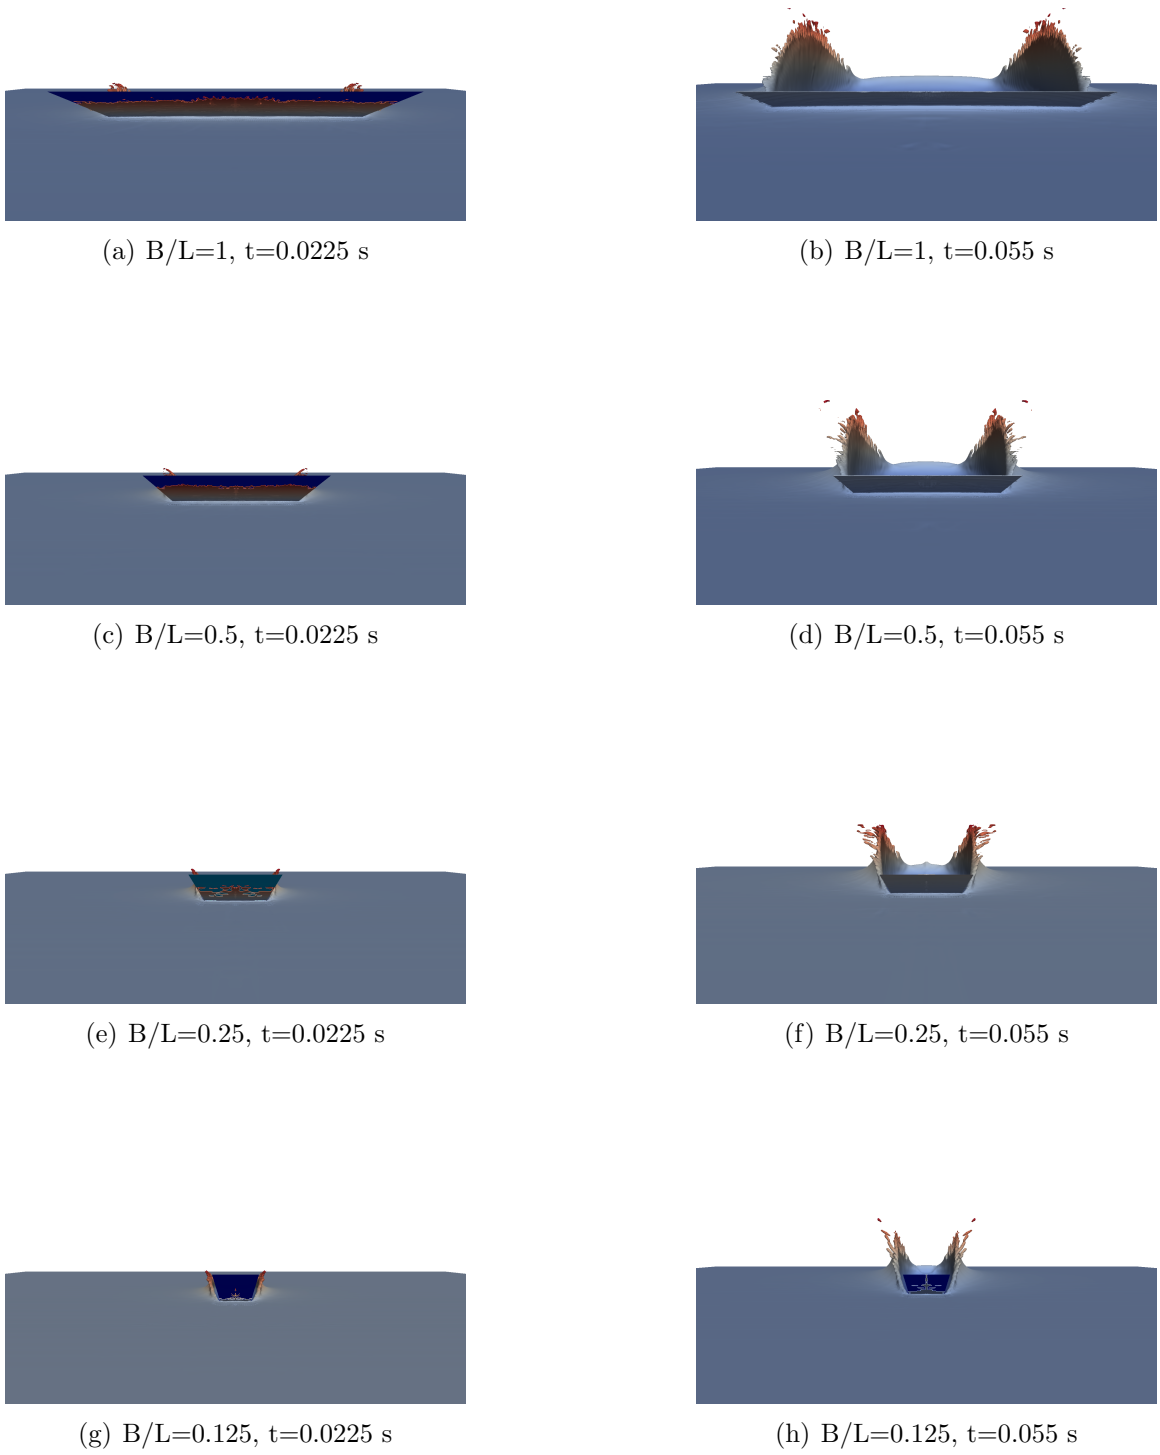 (a) B/L=1, t=0.0225 s
(b) B/L=1, t=0.055 s
(c) B/L=0.5, t=0.0225 s
(d) B/L=0.5, t=0.055 s
(e) B/L=0.25, t=0.0225 s
(f) B/L=0.25, t=0.055 s
(g) B/L=0.125, t=0.0225 s
(h) B/L=0.125, t=0.055 s